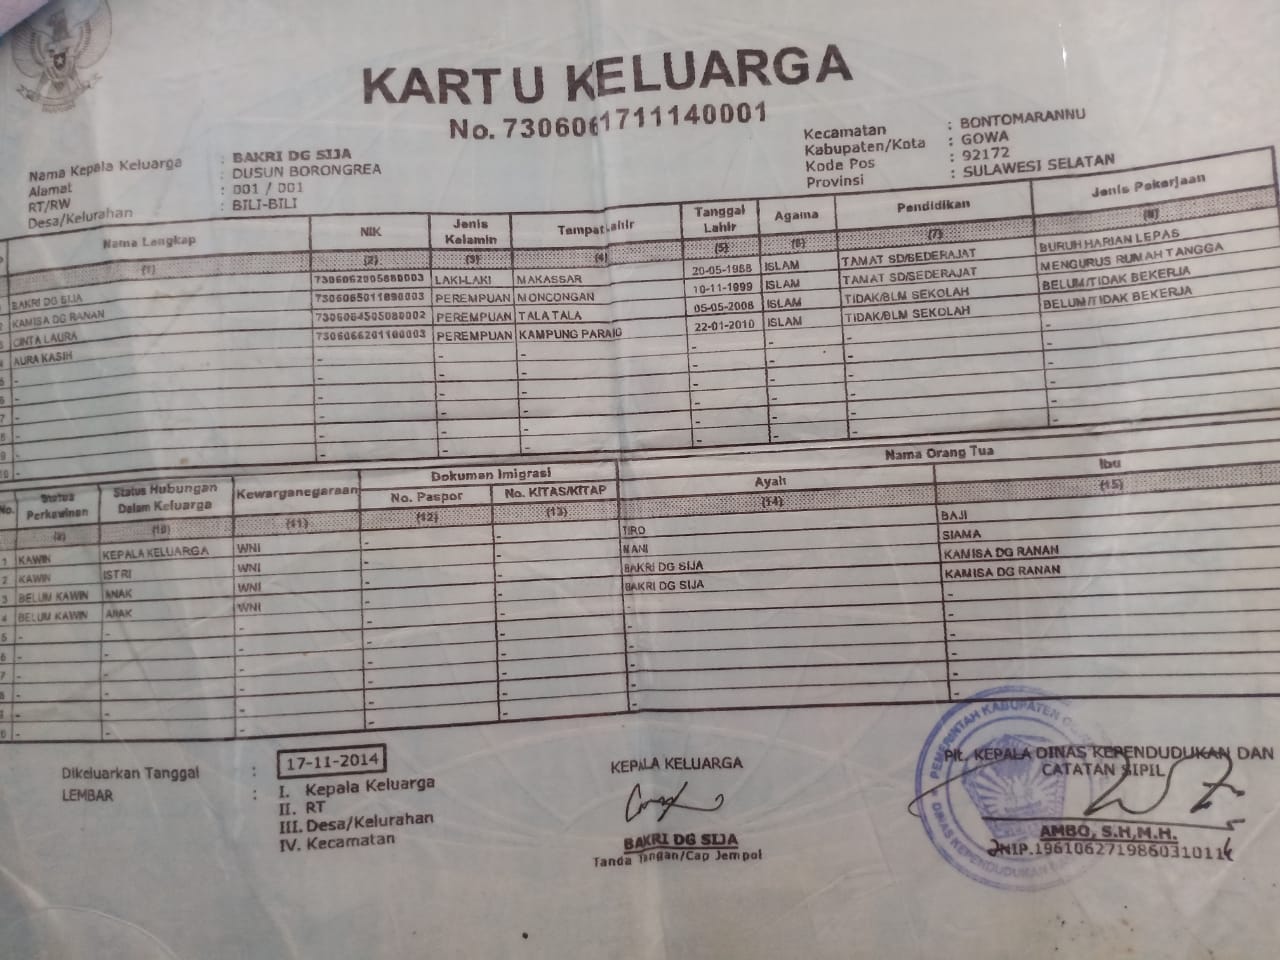 KARTU KELUARGA
No. 7306061711140001
Nama Kepala Keluarga : BAKRI DG SIJA
Alamat : DUSUN BORONGREA
RT/RW : 001 / 001
Desa/Kelurahan : BILI-BILI
Kecamatan : BONTOMARANNU
Kabupaten/Kota : GOWA
Kode Pos : 92172
Provinsi : SULAWESI SELATAN
Nama Lengkap NIK Jenis Kelamin Tempat Lahir Tanggal Lahir Agama Pendidikan Jenis Pekerjaan
(1) (2) (3) (4) (5) (6) (7) (8)
BAKRI DG SIJA 7306062005880003 LAKI-LAKI MAKASSAR 20-05-1988 ISLAM TAMAT SD/SEDERAJAT BURUH HARIAN LEPAS
2 KAMISA DG RANAN PEREMPUAN MONCONGAN 10-11-1999 ISLAM TAMAT SD/SEDERAJAT MENGURUS RUMAH TANGGA
3 CINTA LAURA 7306064505080002 PEREMPUAN TALA TALA 05-05-2008 ISLAM TIDAK/BLM SEKOLAH BELUM/TIDAK BEKERJA
4 AURA KASIH 7306066201100003 PEREMPUAN KAMPUNG PARAIG 22-01-2010 ISLAM TIDAK/BLM SEKOLAH BELUM/TIDAK BEKERJA
5 - - - - - - - -
6 - - - - - - - -
7 - - - - - - - -
8 - - - - - - - -
9 - - - - - - - -
10 - - - - - - - -
No. Status Perkawinan Status Hubungan Dalam Keluarga Kewarganegaraan Dokumen Imigrasi Nama Orang Tua
No. Paspor No. KITAS/KITAP Ayah Ibu
(9) (10) (11) (12) (13) (14) (15)
1 KAWIN KEPALA KELUARGA WNI - - TIRO BAJI
2 KAWIN ISTRI WNI - - NANI SIAMA
3 BELUM KAWIN ANAK WNI - - BAKRI DG SIJA KAMISA DG RANAN
4 BELUM KAWIN ANAK WNI - - BAKRI DG SIJA KAMISA DG RANAN
5 - - - - - - -
6 - - - - - - -
7 - - - - - - -
8 - - - - - - -
9 - - - - - - -
10 - - - - - - -
Dikeluarkan Tanggal : 17-11-2014
LEMBAR : I. Kepala Keluarga
II. RT
III. Desa/Kelurahan
IV. Kecamatan
KEPALA KELUARGA
BAKRI DG SIJA
Tanda Tangan/Cap Jempol
Plt. KEPALA DINAS KEPENDUDUKAN DAN
CATATAN SIPIL
AMBO, S.H,M.H.
NIP.196106271986031011
PEMERINTAH KABUPATEN
DINAS KEPENDUDUKAN